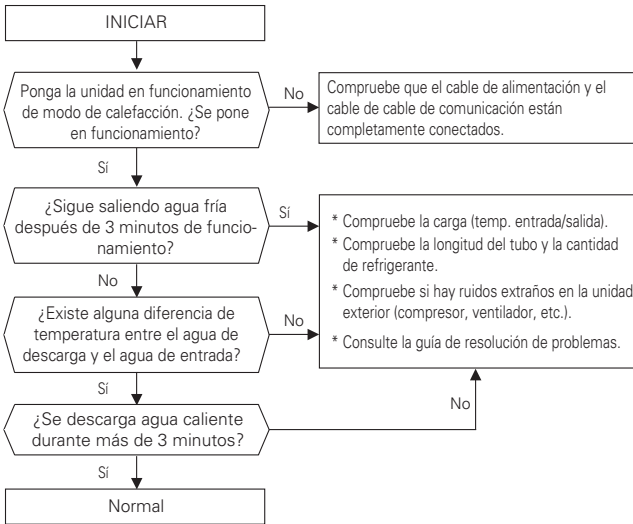 INICIAR
Ponga la unidad en funcionamiento
de modo de calefacción. ¿Se pone
en funcionamiento?
No
Compruebe que el cable de alimentación y el
cable de cable de comunicación están
completamente conectados.
Sí
¿Sigue saliendo agua fría
después de 3 minutos de funcio-
namiento?
Sí
* Compruebe la carga (temp. entrada/salida).
* Compruebe la longitud del tubo y la cantidad
de refrigerante.
* Compruebe si hay ruidos extraños en la unidad
exterior (compresor, ventilador, etc.).
* Consulte la guía de resolución de problemas.
No
¿Existe alguna diferencia de
temperatura entre el agua de
descarga y el agua de entrada?
No
Sí
¿Se descarga agua caliente
durante más de 3 minutos?
No
Sí
Normal